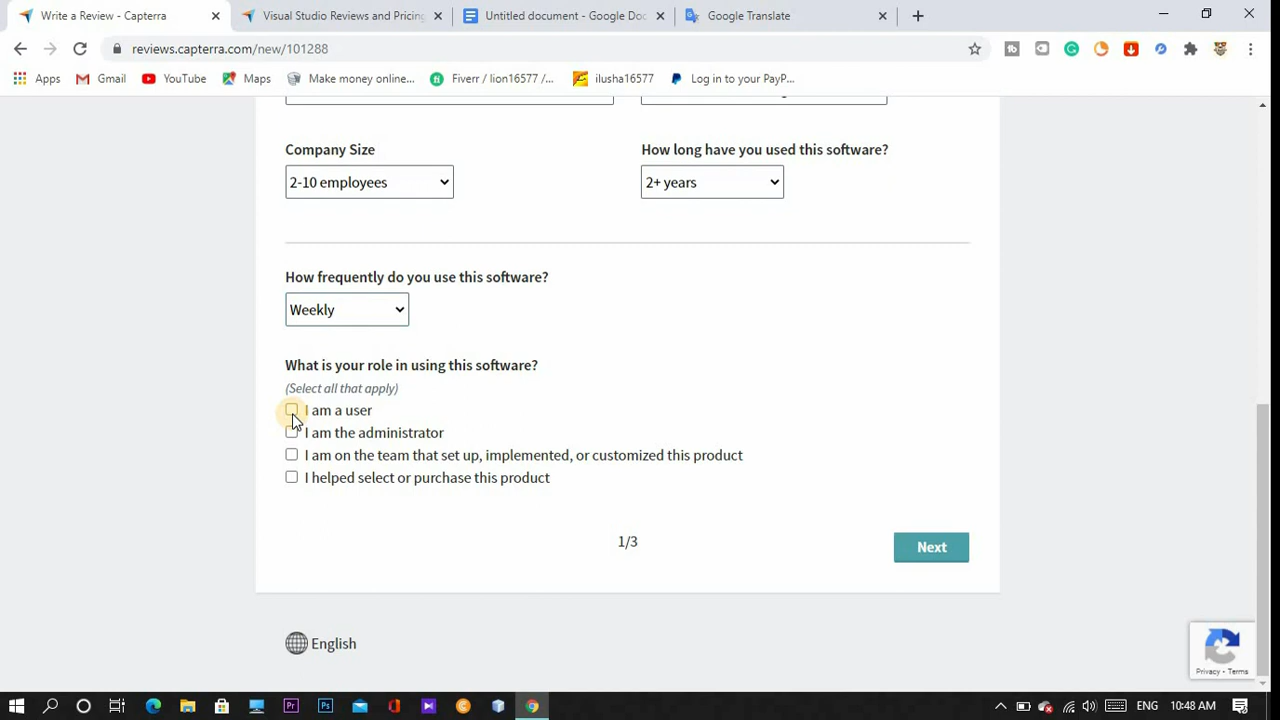 Write a Review - Capterra
Visual Studio Reviews and Pricing
Untitled document - Google Doc
Google Translate
reviews.capterra.com/new/101288
Apps
Gmail
YouTube
Maps
Make money online...
Fiverr / lion16577 /...
ilusha16577
Log in to your PayP...
Company Size
How long have you used this software?
2-10 employees
2+ years
How frequently do you use this software?
Weekly
What is your role in using this software?
(Select all that apply)
I am a user
I am the administrator
I am on the team that set up, implemented, or customized this product
I helped select or purchase this product
1/3
Next
English
Privacy - Terms
ENG
10:48 AM